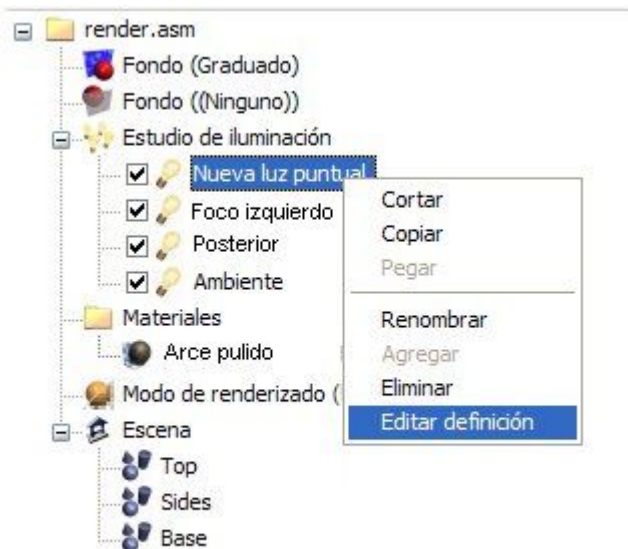 render.asm
Fondo (Graduado)
Fondo ((Ninguno))
Estudio de iluminación
Nueva luz puntual
Foco izquierdo
Posterior
Ambiente
Materiales
Arce pulido
Modo de renderizado (
Escena
Top
Sides
Base
Cortar
Copiar
Pegar
Renombrar
Agregar
Eliminar
Editar definición